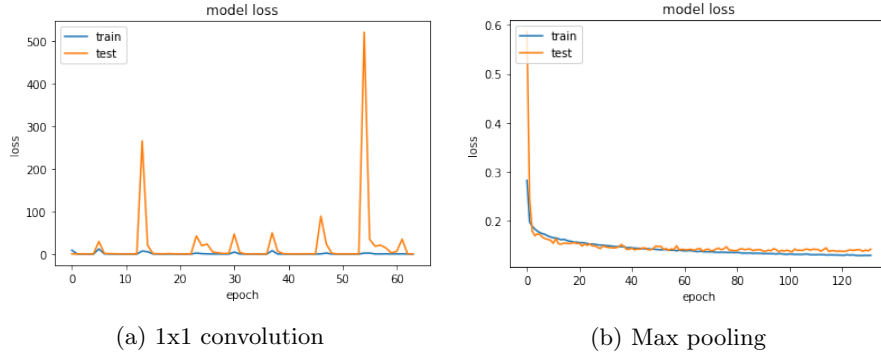 model loss
train
test
500
400
300
200
100
0
loss
0 10 20 30 40 50 60
epoch
(a) 1x1 convolution
model loss
train
test
0.6
0.5
0.4
0.3
0.2
loss
0 20 40 60 80 100 120
epoch
(b) Max pooling